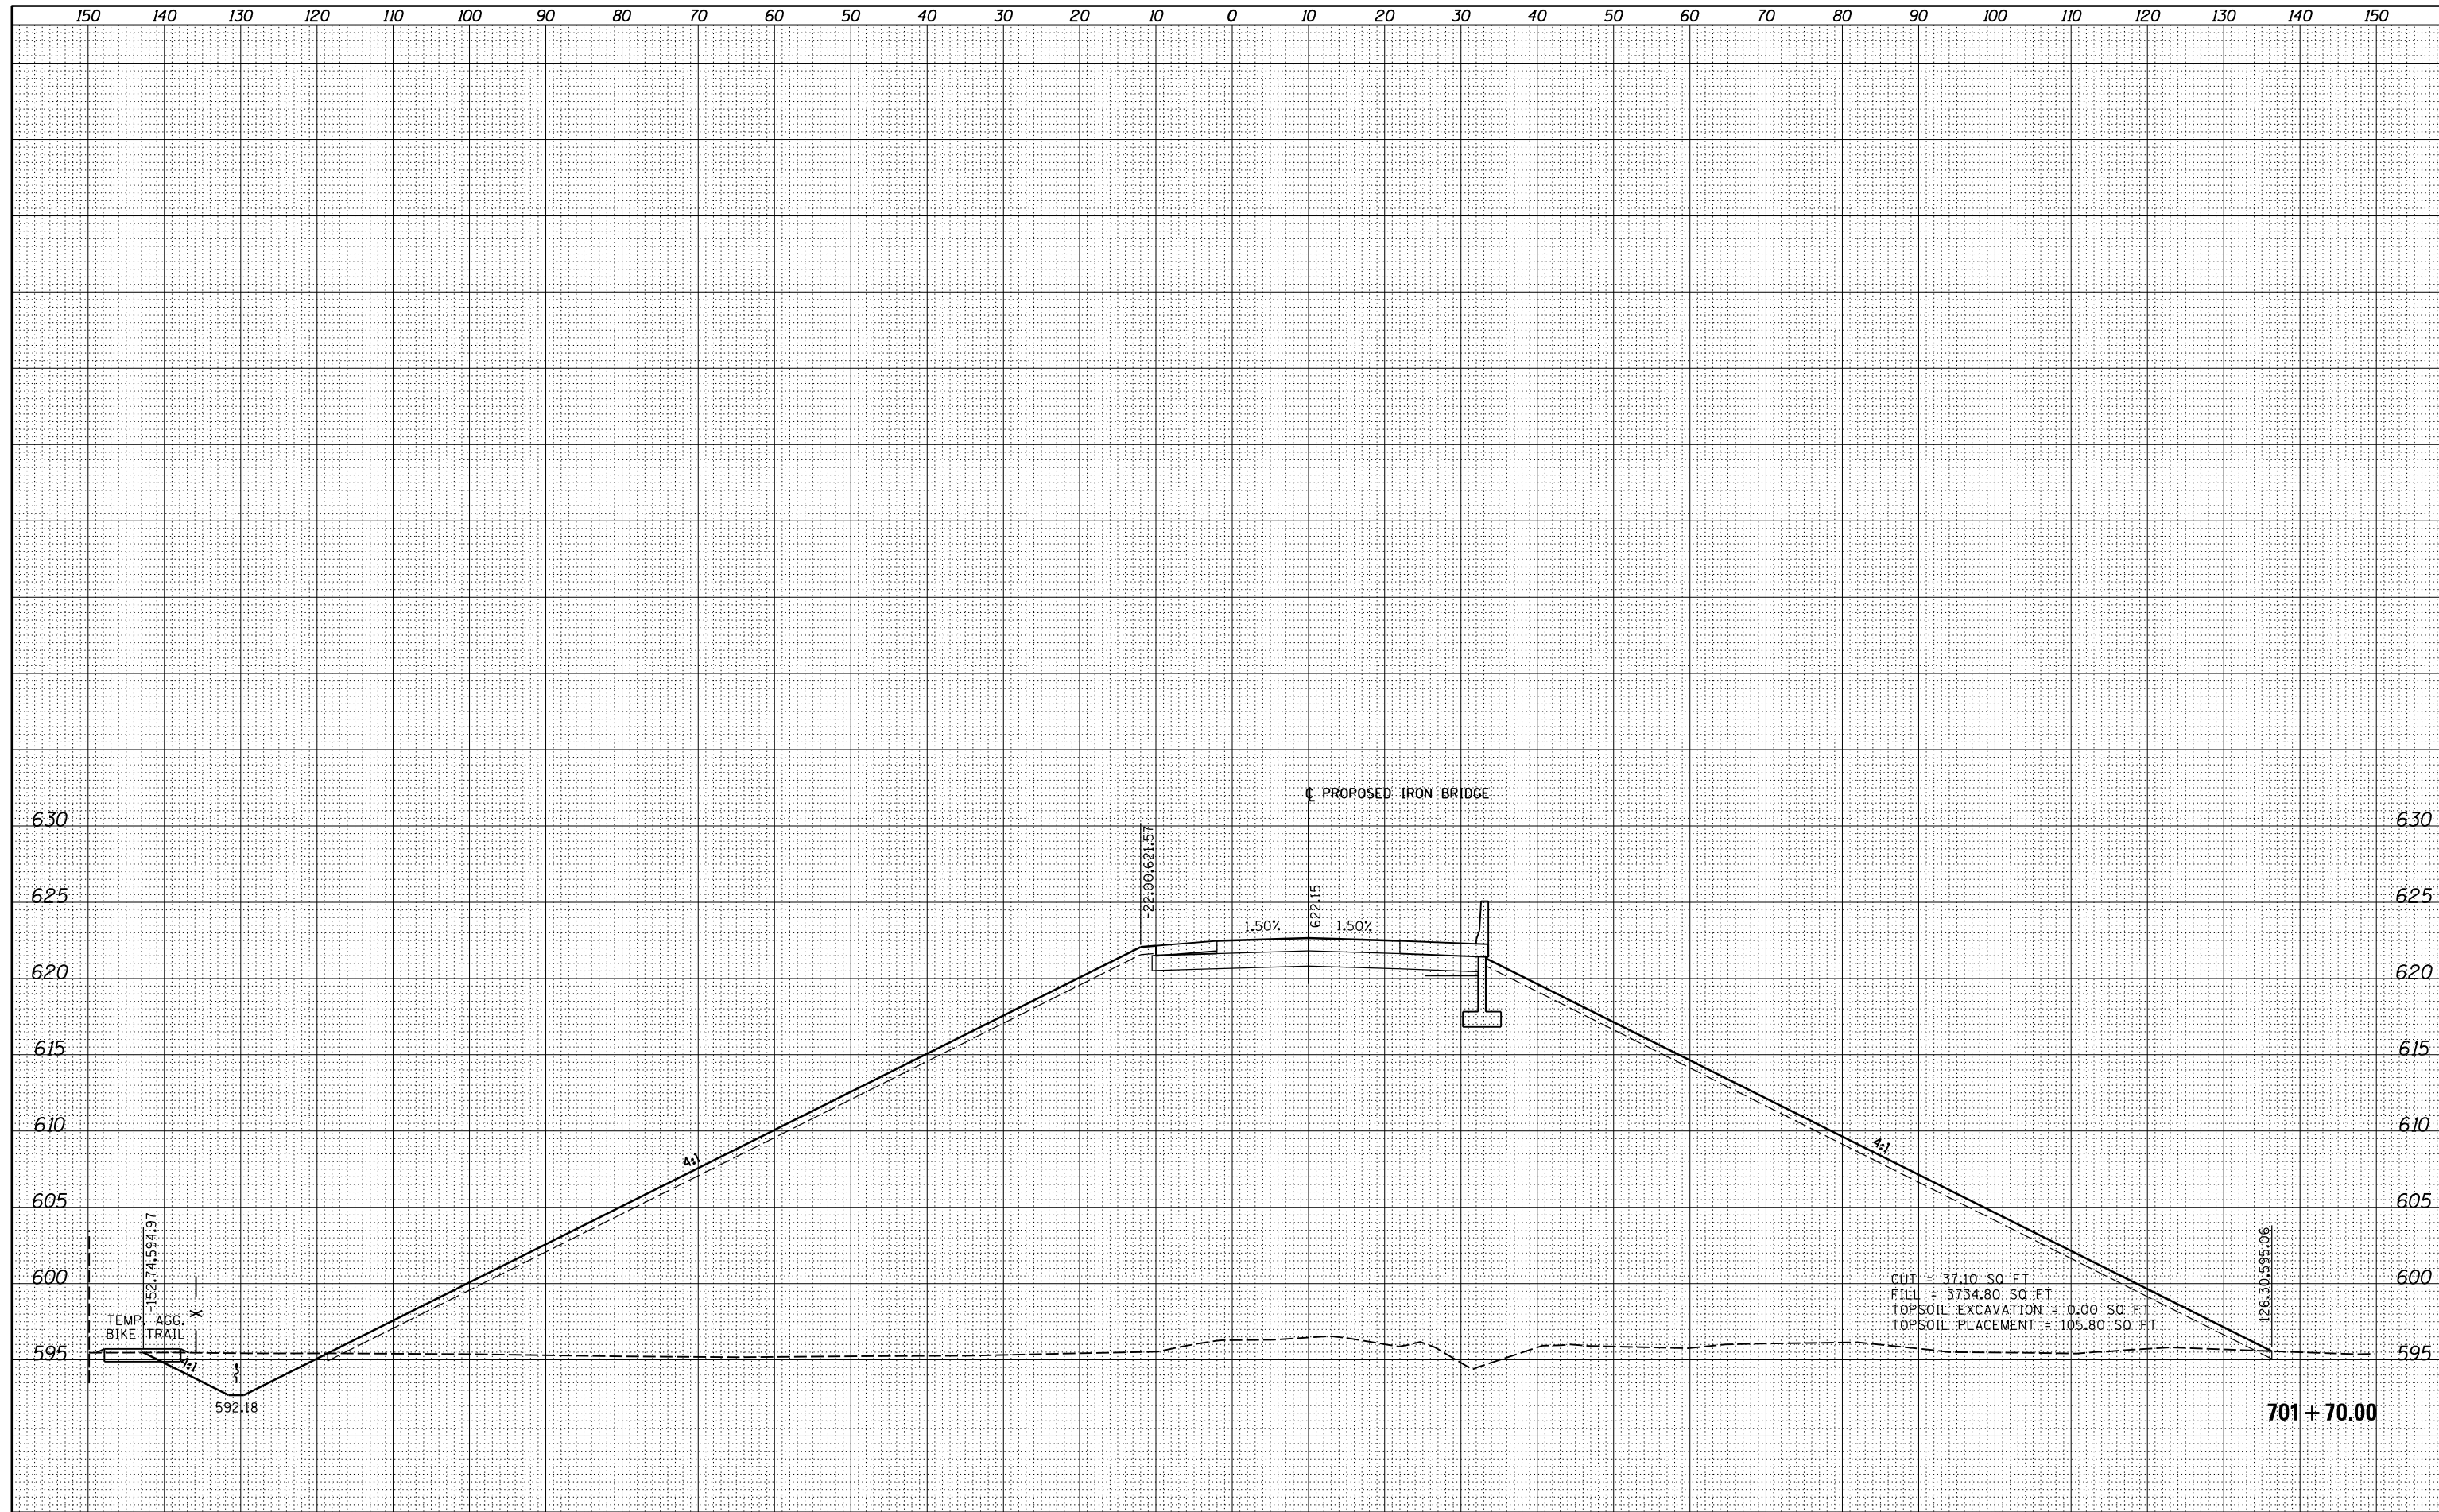 150 140 130 120 110 100 90 80 70 60 50 40 30 20 10 0 10 20 30 40 50 60 70 80 90 100 110 120 130 140 150
℄ PROPOSED IRON BRIDGE
630 630
-22.00,621.57
625 625
622.15
1.50% 1.50%
620 620
615 615
610 610
4:1 4:1
605 605
-152.74,594.97
126.30,595.06
600 600
CUT = 37.10 SQ FT
FILL = 3734.80 SQ FT
TOPSOIL EXCAVATION = 0.00 SQ FT
TOPSOIL PLACEMENT = 105.80 SQ FT
X
TEMP. AGG.
BIKE TRAIL
595 595
4:1
592.18
701 + 70.00